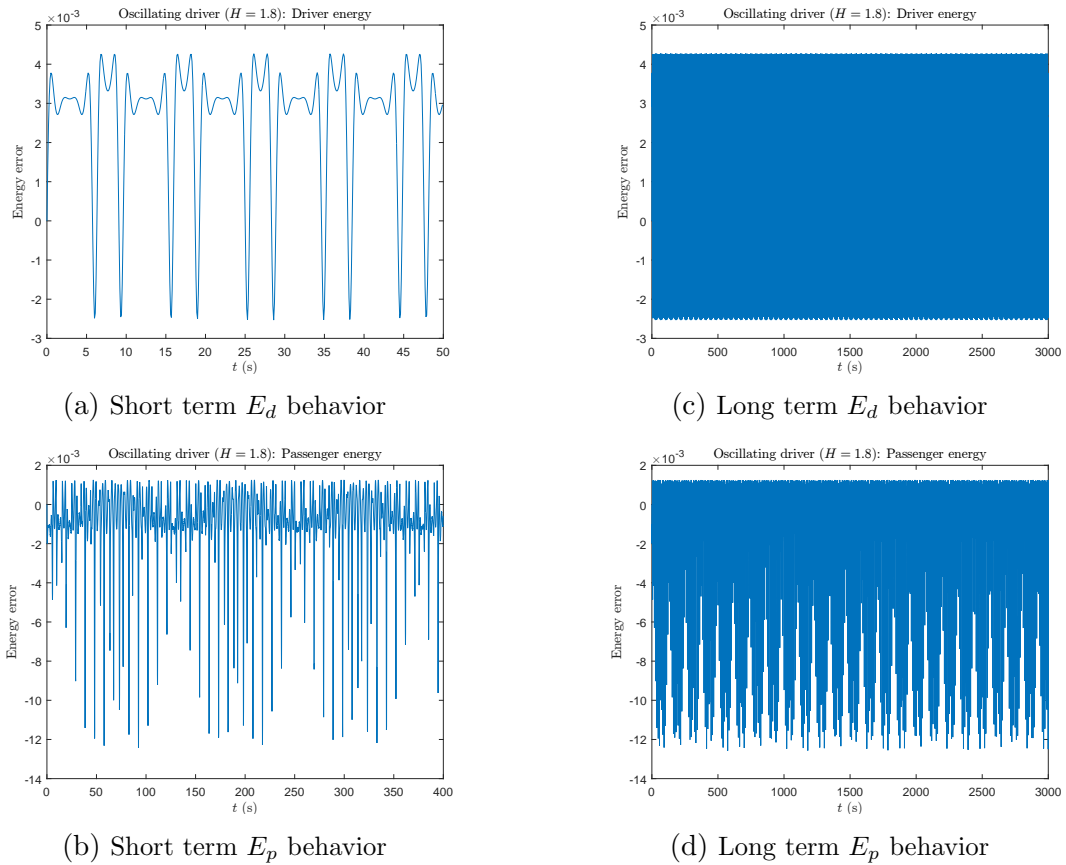 Oscillating driver (H = 1.8): Driver energy
×10⁻³
5
4
3
2
1
0
-1
-2
-3
Energy error
0 5 10 15 20 25 30 35 40 45 50
t (s)
(a) Short term E_d behavior
Oscillating driver (H = 1.8): Driver energy
×10⁻³
5
4
3
2
1
0
-1
-2
-3
Energy error
0 500 1000 1500 2000 2500 3000
t (s)
(c) Long term E_d behavior
Oscillating driver (H = 1.8): Passenger energy
×10⁻³
2
0
-2
-4
-6
-8
-10
-12
-14
Energy error
0 50 100 150 200 250 300 350 400
t (s)
(b) Short term E_p behavior
Oscillating driver (H = 1.8): Passenger energy
×10⁻³
2
0
-2
-4
-6
-8
-10
-12
-14
Energy error
0 500 1000 1500 2000 2500 3000
t (s)
(d) Long term E_p behavior